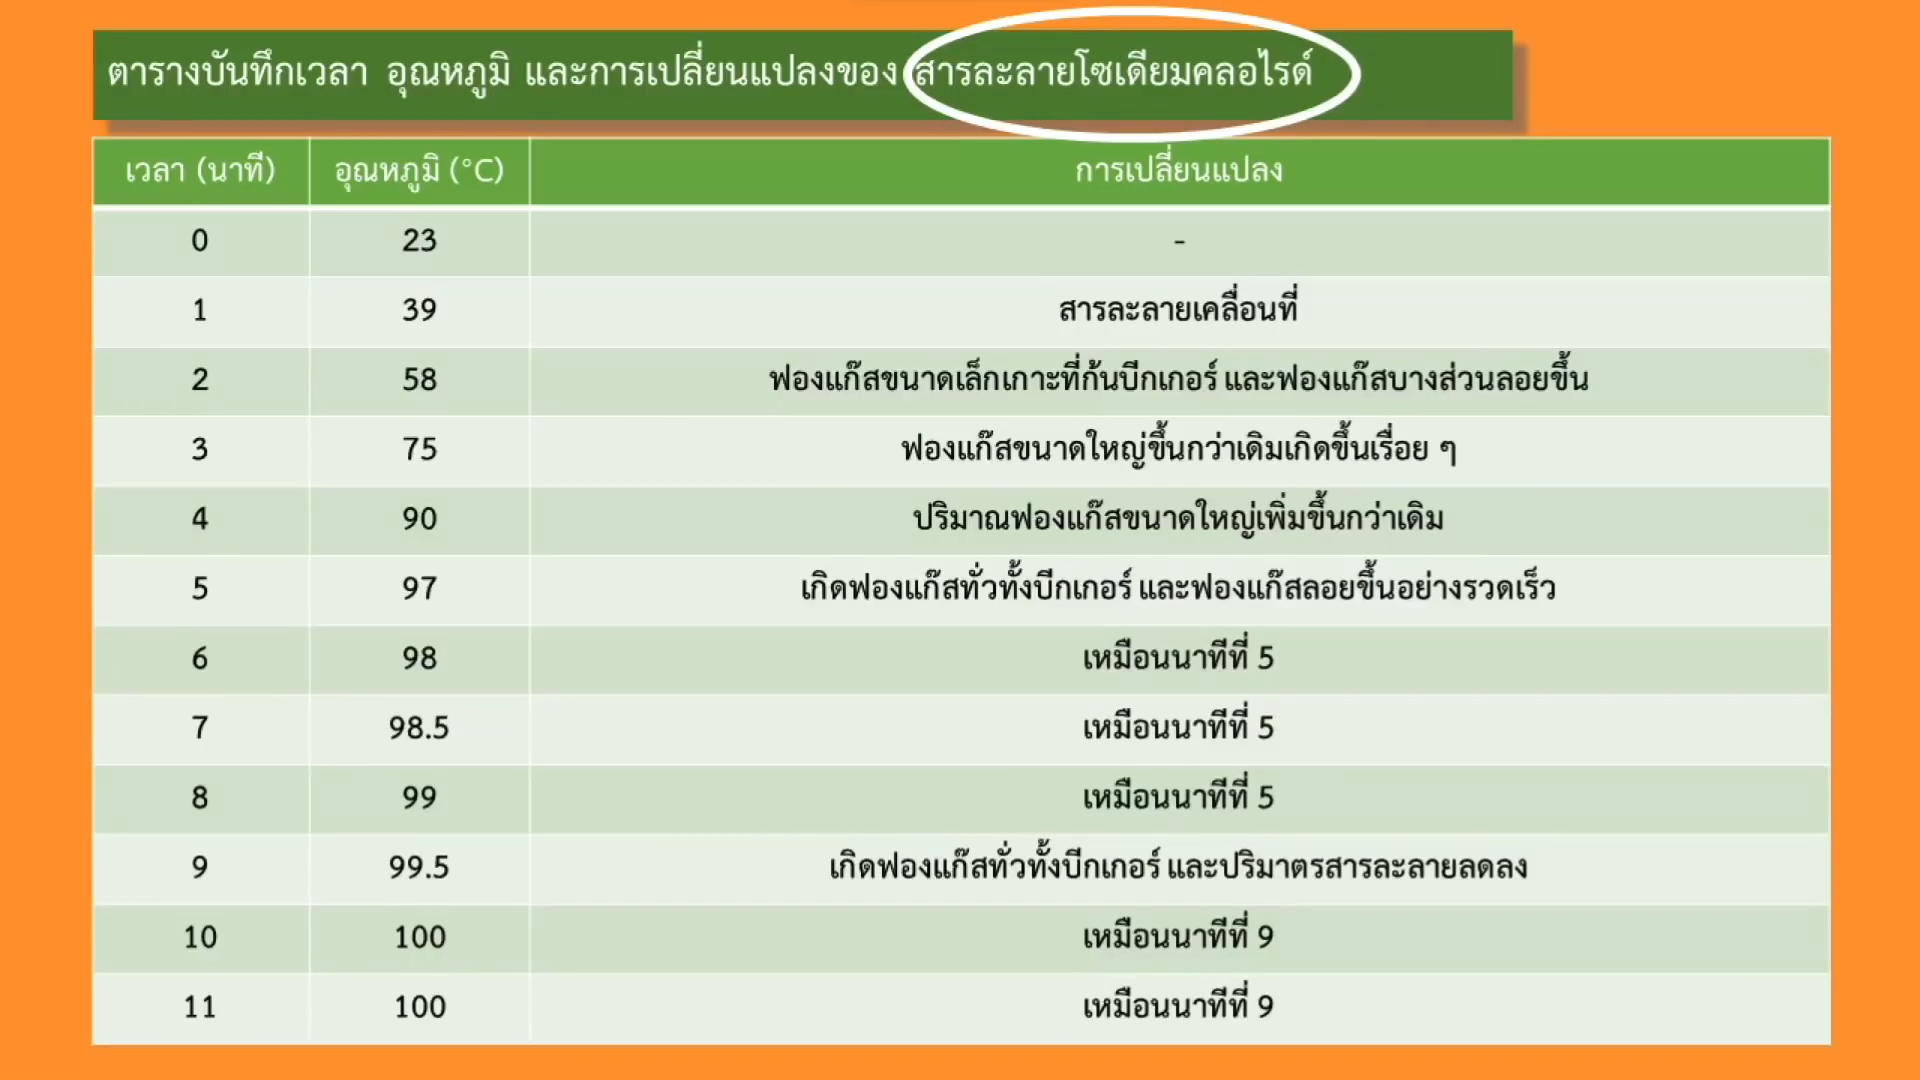 ตารางบันทึกเวลา อุณหภูมิ และการเปลี่ยนแปลงของ สารละลายโซเดียมคลอไรด์
เวลา (นาที) อุณหภูมิ (°C) การเปลี่ยนแปลง
0 23 -
1 39 สารละลายเคลื่อนที่
2 58 ฟองแก๊สขนาดเล็กเกาะที่ก้นบีกเกอร์ และฟองแก๊สบางส่วนลอยขึ้น
3 75 ฟองแก๊สขนาดใหญ่ขึ้นกว่าเดิมเกิดขึ้นเรื่อย ๆ
4 90 ปริมาณฟองแก๊สขนาดใหญ่เพิ่มขึ้นกว่าเดิม
5 97 เกิดฟองแก๊สทั่วทั้งบีกเกอร์ และฟองแก๊สลอยขึ้นอย่างรวดเร็ว
6 98 เหมือนนาทีที่ 5
7 98.5 เหมือนนาทีที่ 5
8 99 เหมือนนาทีที่ 5
9 99.5 เกิดฟองแก๊สทั่วทั้งบีกเกอร์ และปริมาตรสารละลายลดลง
10 100 เหมือนนาทีที่ 9
11 100 เหมือนนาทีที่ 9